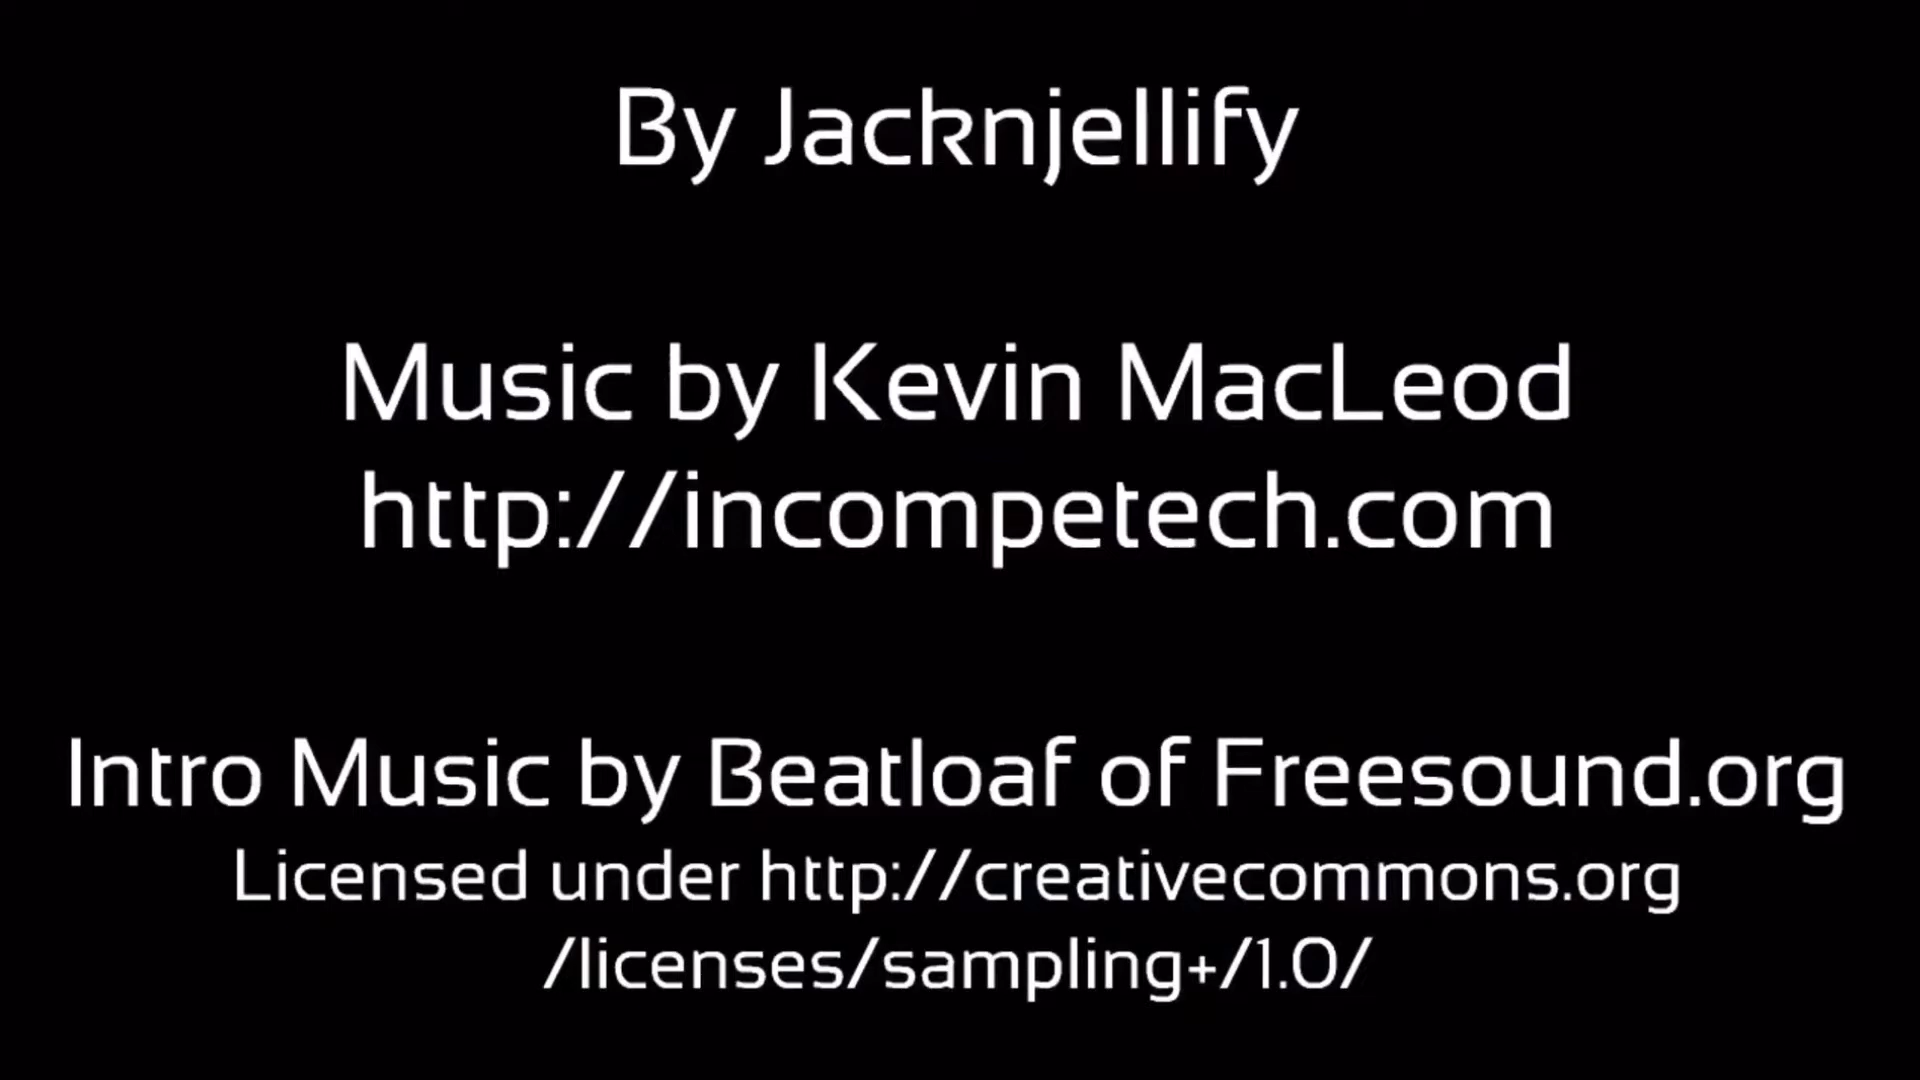 By Jacknjellify
Music by Kevin MacLeod
http://incompetech.com
Intro Music by Beatloaf of Freesound.org
Licensed under http://creativecommons.org
/licenses/sampling+/1.0/